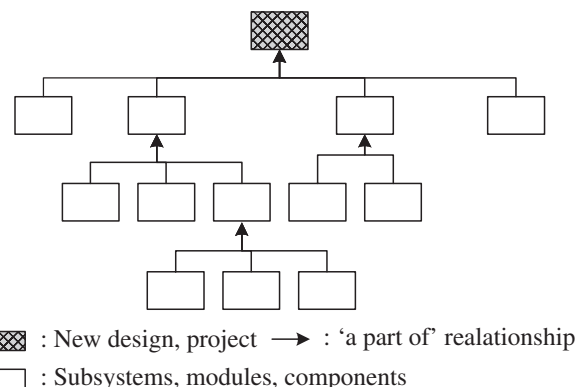 : New design, project : ‘a part of’ realationship
: Subsystems, modules, components